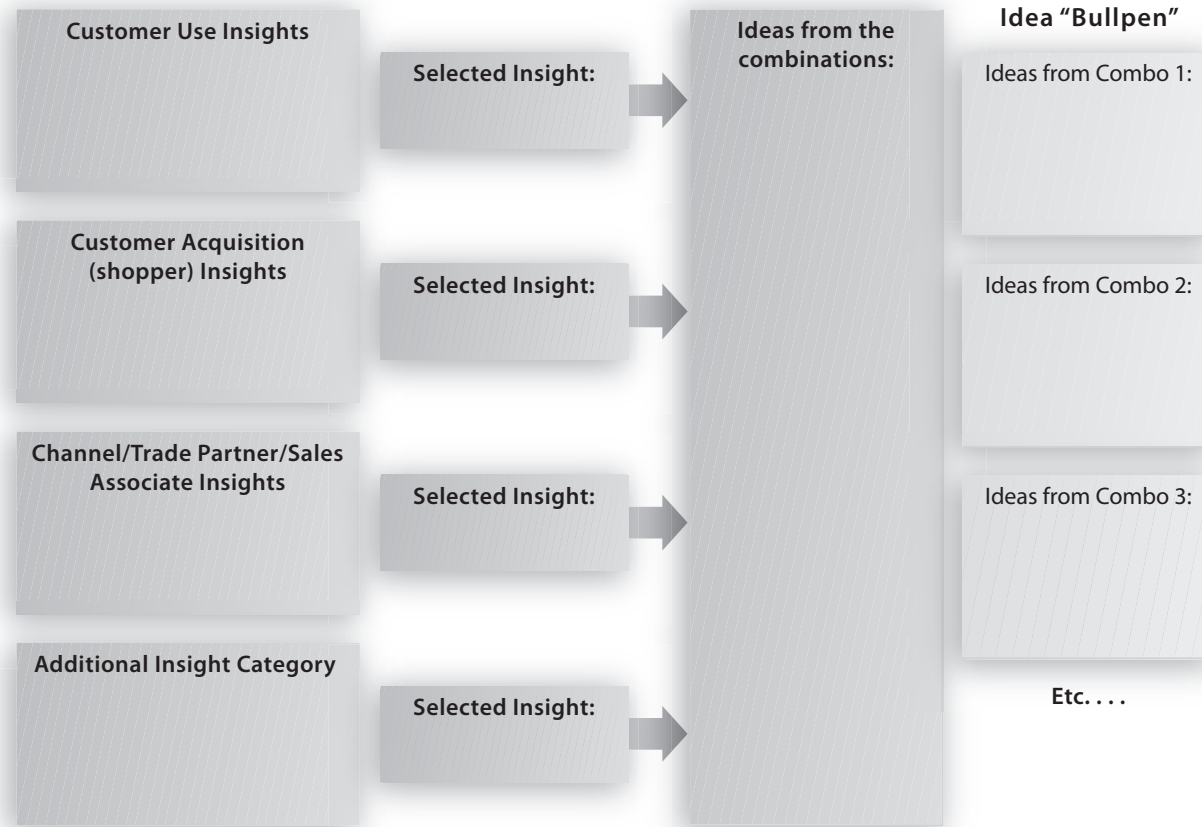 Customer Use Insights
Selected Insight:
Customer Acquisition
(shopper) Insights
Selected Insight:
Channel/Trade Partner/Sales
Associate Insights
Selected Insight:
Additional Insight Category
Selected Insight:
Ideas from the
combinations:
Idea “Bullpen”
Ideas from Combo 1:
Ideas from Combo 2:
Ideas from Combo 3:
Etc. . . .